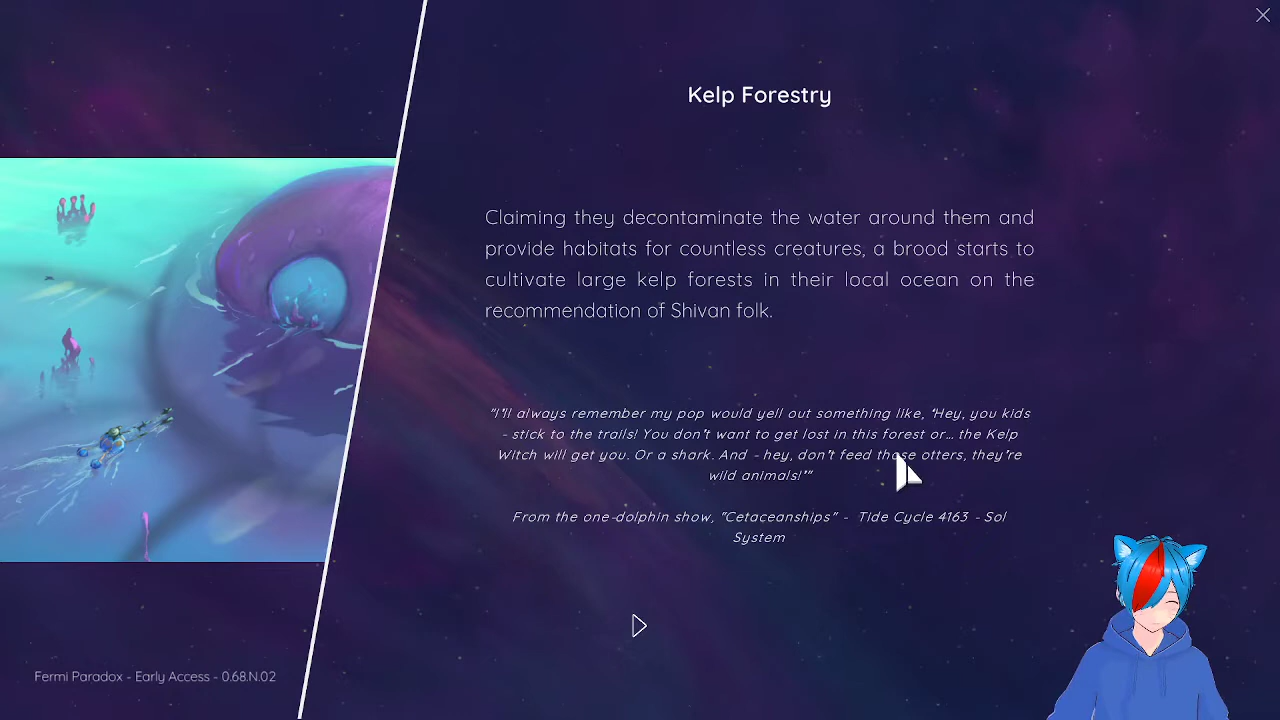 Kelp Forestry
Claiming they decontaminate the water around them and
provide habitats for countless creatures, a brood starts to
cultivate large kelp forests in their local ocean on the
recommendation of Shivan folk.
"I'll always remember my pop would yell out something like, 'Hey, you kids
- stick to the trails! You don't want to get lost in this forest or... the Kelp
Witch will get you. Or a shark. And - hey, don't feed those otters, they're
wild animals!'"
From the one-dolphin show, "Cetaceanships" - Tide Cycle 4163 - Sol
System
Fermi Paradox - Early Access - 0.68.N.02